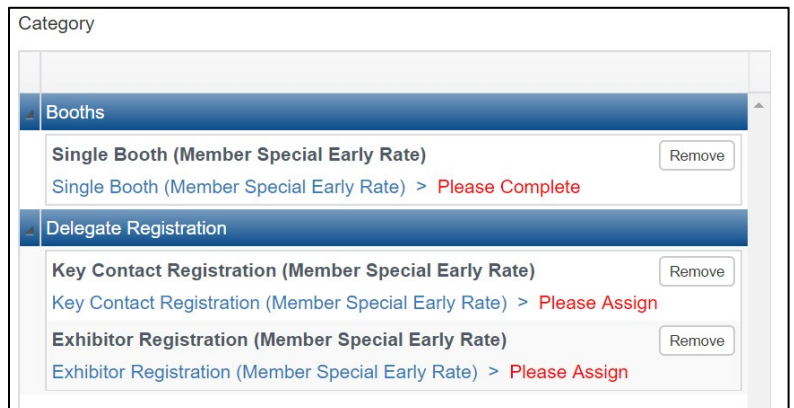 Category
Booths
Single Booth (Member Special Early Rate)
Remove
Single Booth (Member Special Early Rate) > Please Complete
Delegate Registration
Key Contact Registration (Member Special Early Rate)
Remove
Key Contact Registration (Member Special Early Rate) > Please Assign
Exhibitor Registration (Member Special Early Rate)
Remove
Exhibitor Registration (Member Special Early Rate) > Please Assign